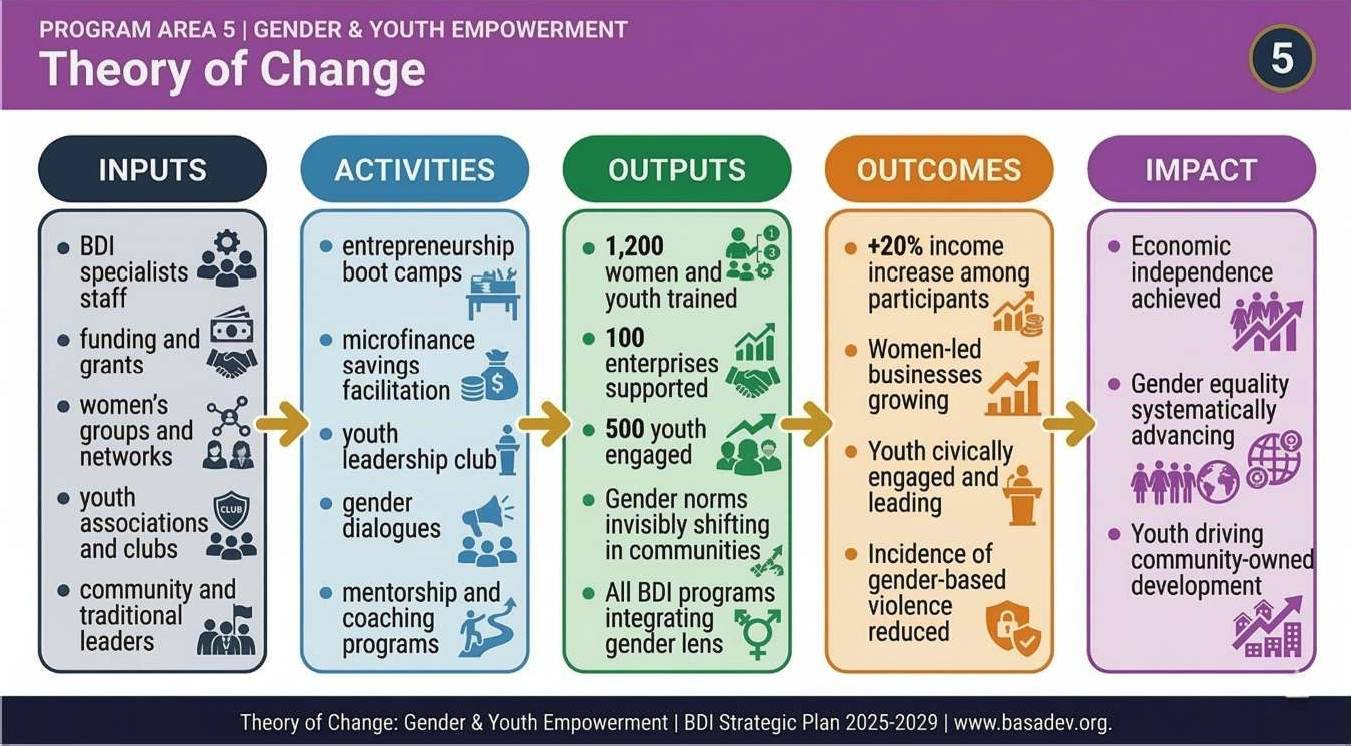 PROGRAM AREA 5 | GENDER & YOUTH EMPOWERMENT
Theory of Change
5
INPUTS
BDI
specialists
staff
funding and
grants
women's
groups and
networks
youth
associations
CLUB
and clubs
community and
traditional
leaders
ACTIVITIES
entrepreneurship
boot camps
microfinance
savings
facilitation
$
youth
leadership club
gender
dialogues
mentorship and
coaching
programs
OUTPUTS
1,200
women and
youth trained
1
3
100
enterprises
supported
500 youth
engaged
Gender norms
invisibly shifting
in communities
All BDI programs
integrating
gender lens
OUTCOMES
+20% income
increase among
participants
Women-led
businesses
growing
Youth civically
engaged and
leading
Incidence of
gender-based
violence
reduced
IMPACT
Economic
independence
achieved
Gender equality
systematically
advancing
Youth driving
community-owned
development
Theory of Change: Gender & Youth Empowerment | BDI Strategic Plan 2025-2029 | www.basadev.org.